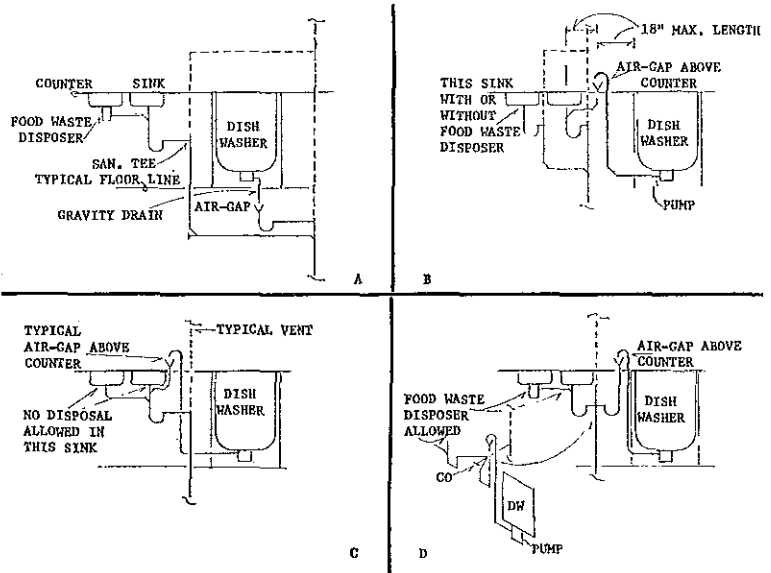 COUNTER
SINK
FOOD WASTE
DISPOSER
DISH
WASHER
SAN. TEE
TYPICAL FLOOR LINE
GRAVITY DRAIN
AIR-GAP
A
18" MAX. LENGTH
AIR-GAP ABOVE
COUNTER
THIS SINK
WITH OR
WITHOUT
FOOD WASTE
DISPOSER
DISH
WASHER
PUMP
B
TYPICAL
AIR-GAP ABOVE
COUNTER
TYPICAL VENT
NO DISPOSAL
ALLOWED IN
THIS SINK
DISH
WASHER
C
AIR-GAP ABOVE
COUNTER
FOOD WASTE
DISPOSER
ALLOWED
DISH
WASHER
CO
DW
PUMP
D